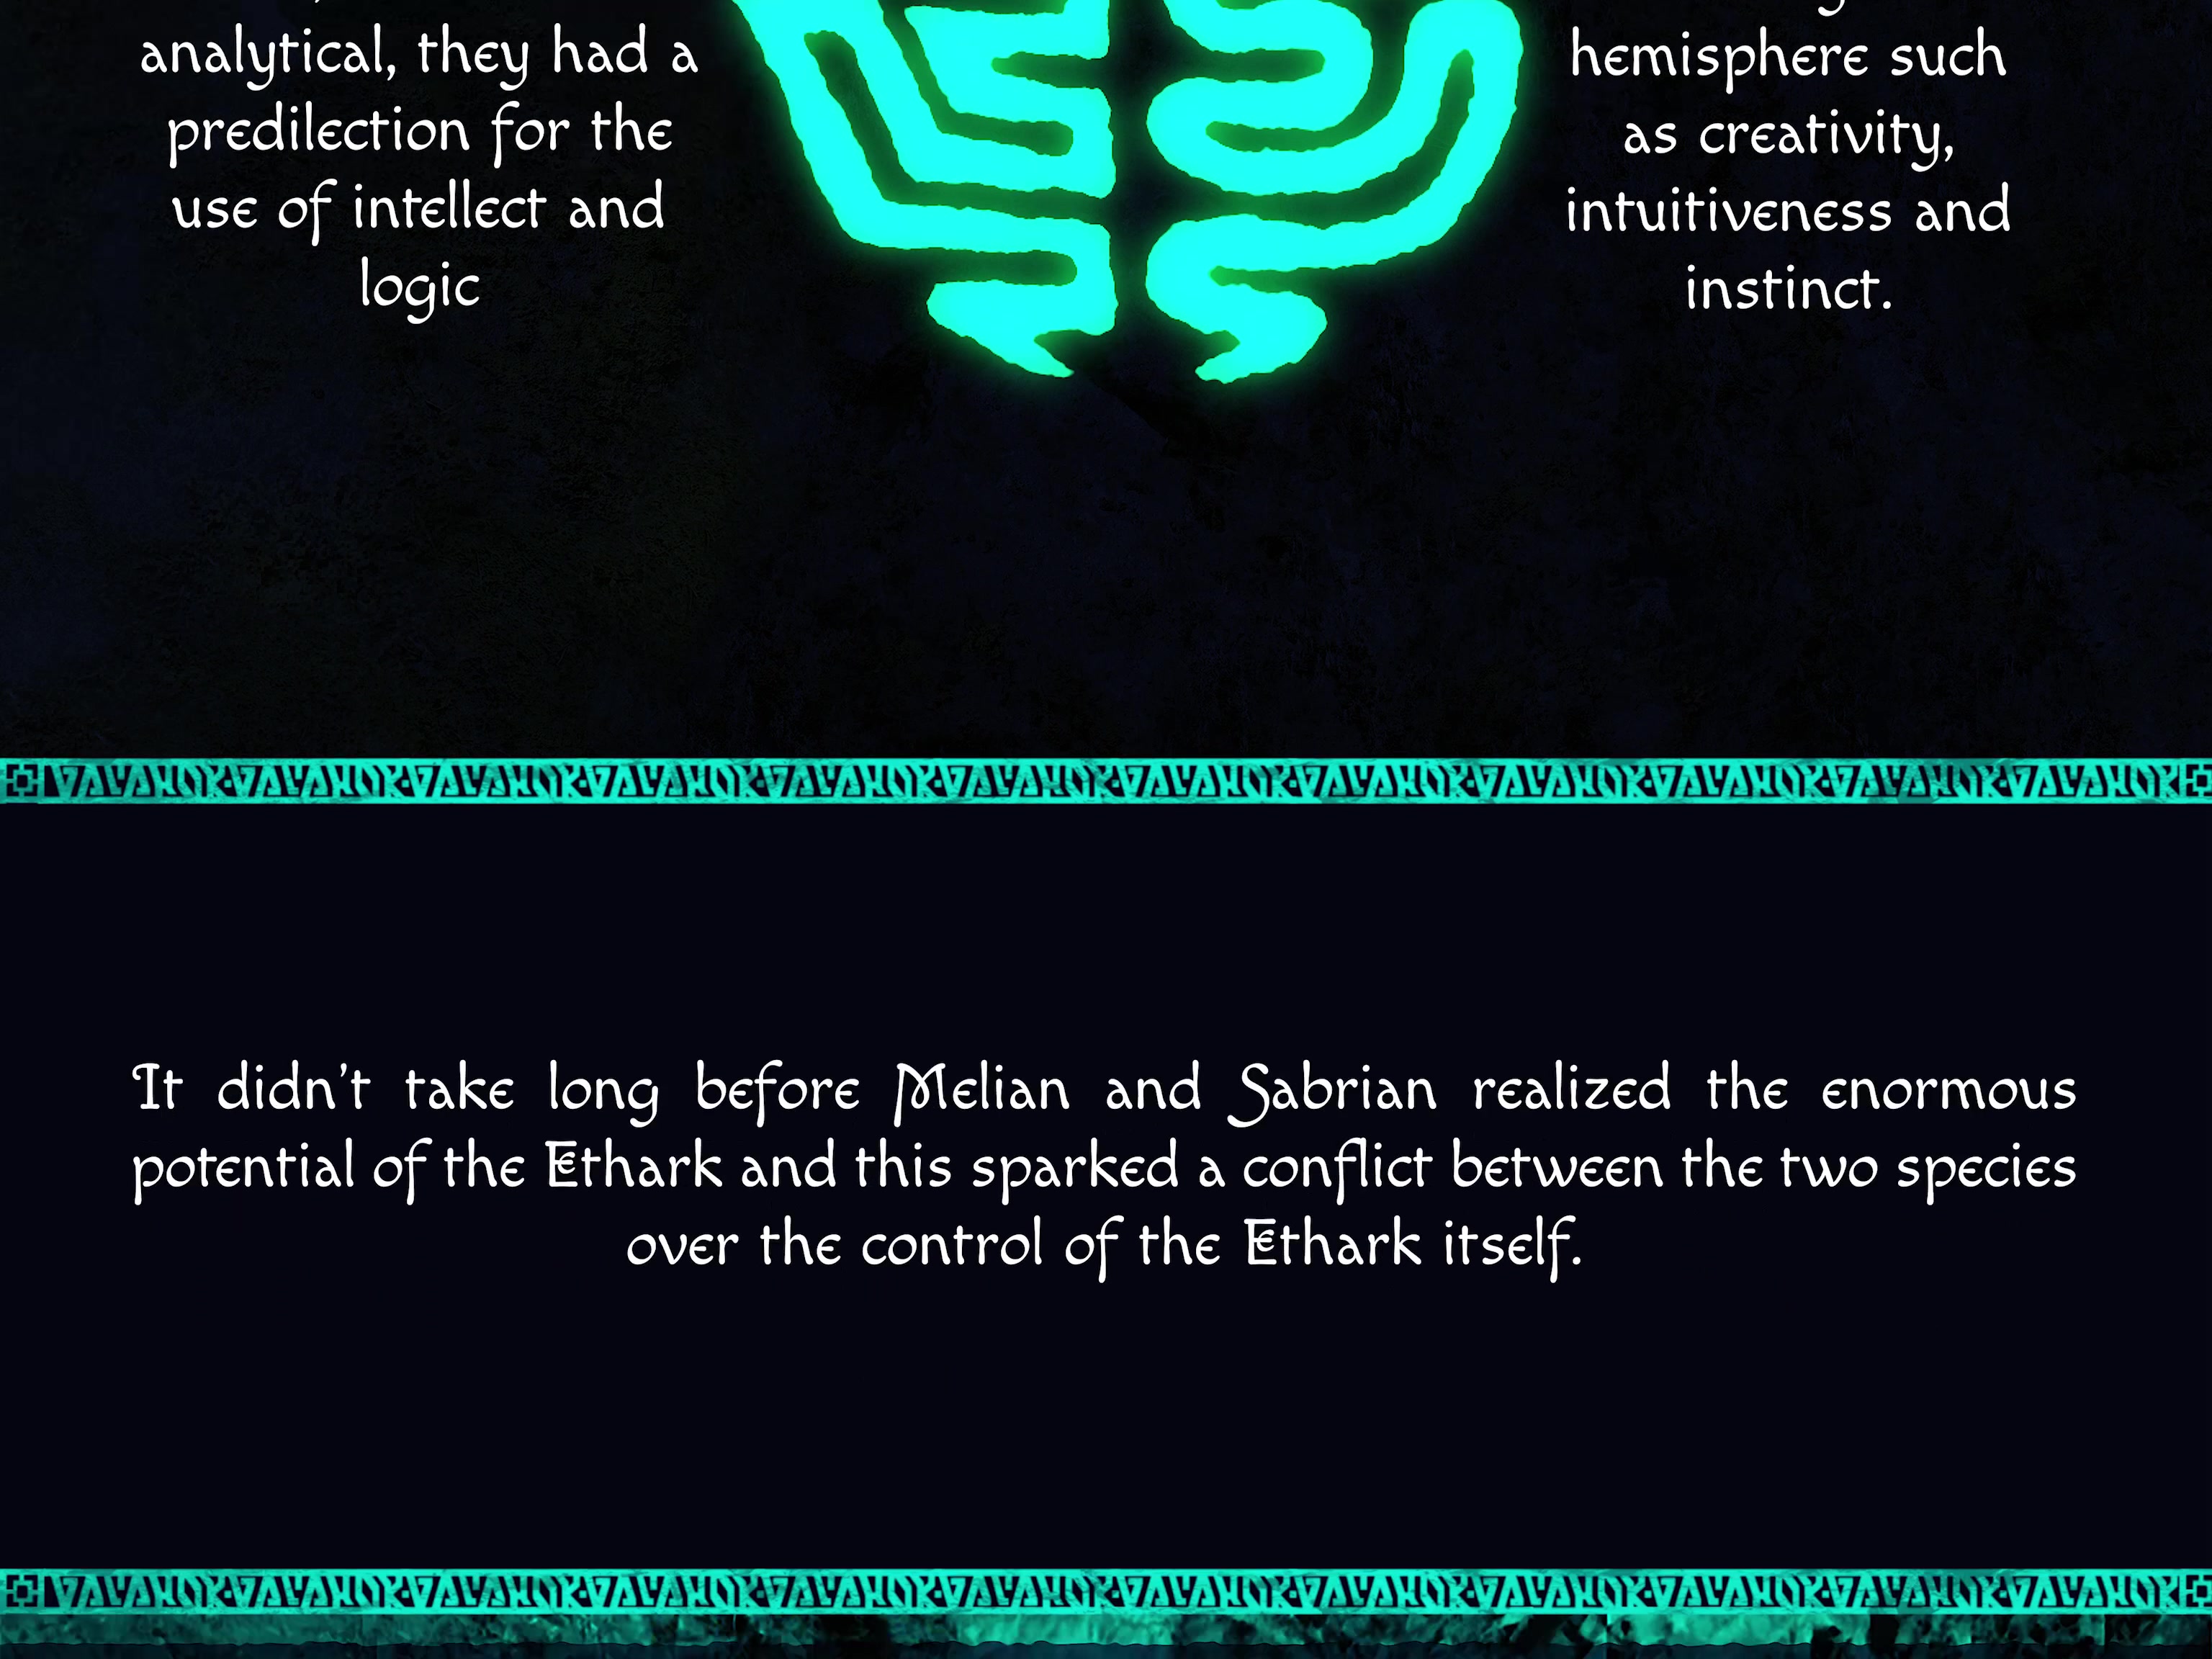 analytical, they had a
predilection for the
use of intellect and
logic
hemisphere such
as creativity,
intuitiveness and
instinct.
It didn't take long before Melian and Sabrian realized the enormous
potential of the Ethark and this sparked a conflict between the two species
over the control of the Ethark itself.